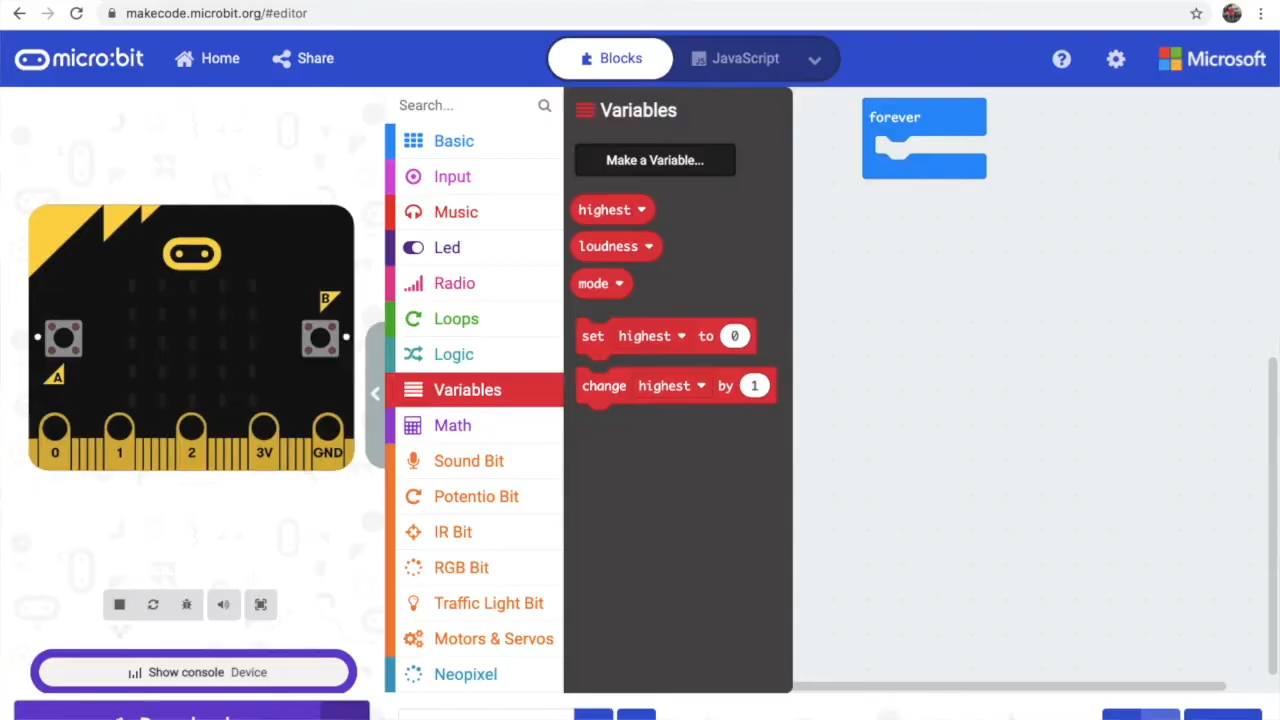 makecode.microbit.org/#editor
micro:bit
Home
Share
Blocks
JavaScript
Microsoft
Search...
Basic
Input
Music
Led
Radio
Loops
Logic
Variables
Math
Sound Bit
Potentio Bit
IR Bit
RGB Bit
Traffic Light Bit
Motors & Servos
Neopixel
Variables
Make a Variable...
highest
loudness
mode
set highest to 0
change highest by 1
forever
B
A
0 1 2 3V GND
Show console Device